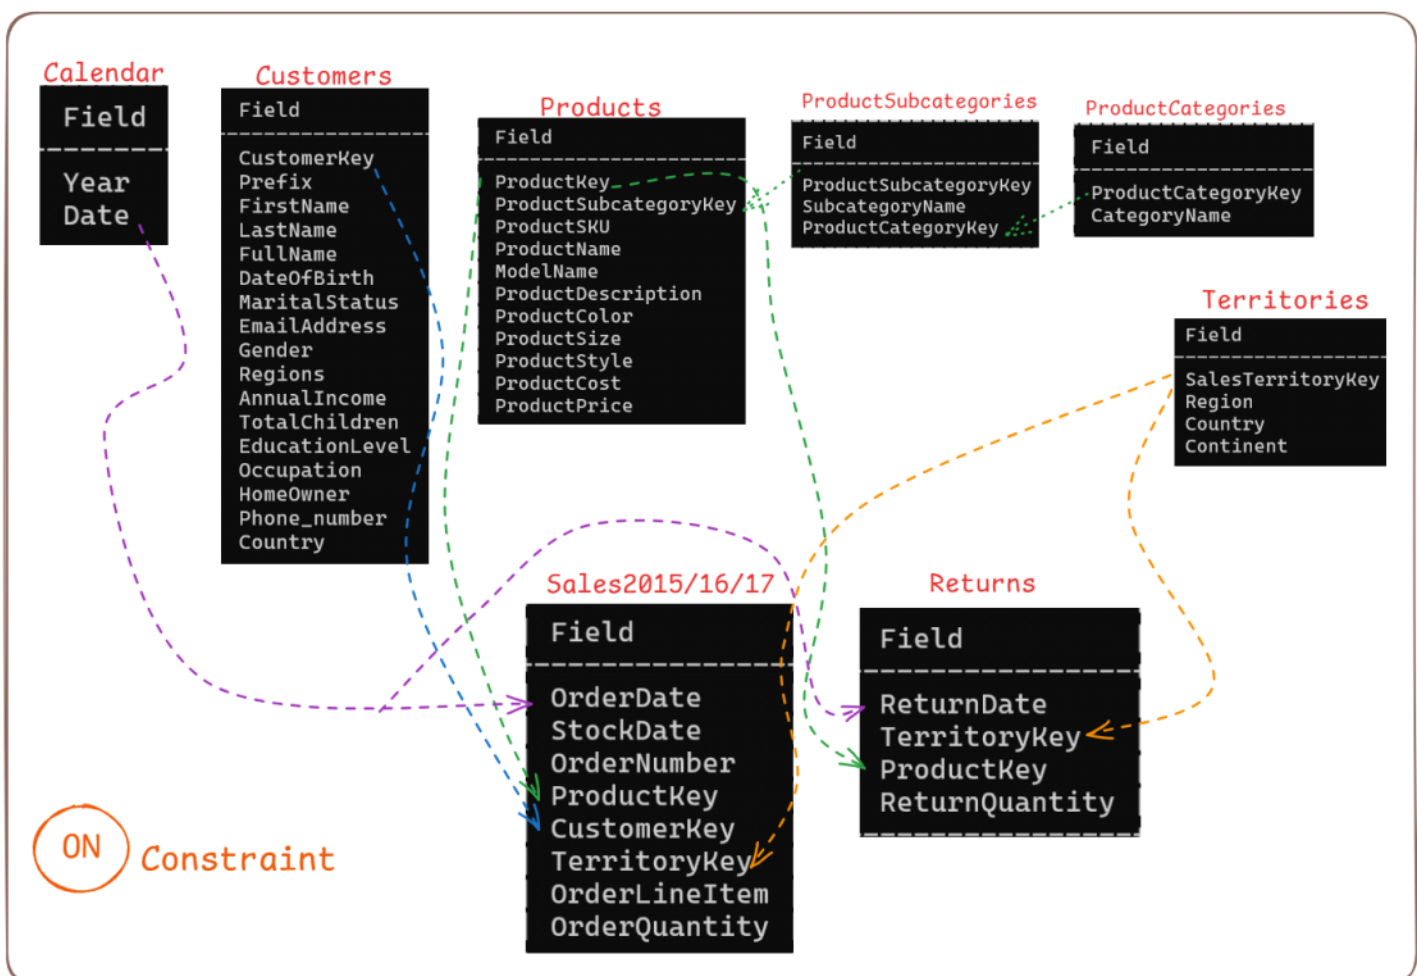 Calendar
Field
Year
Date
Customers
Field
CustomerKey
Prefix
FirstName
LastName
FullName
DateOfBirth
MaritalStatus
EmailAddress
Gender
Regions
AnnualIncome
TotalChildren
EducationLevel
Occupation
HomeOwner
Phone_number
Country
Products
Field
ProductKey
ProductSubcategoryKey
ProductSKU
ProductName
ModelName
ProductDescription
ProductColor
ProductSize
ProductStyle
ProductCost
ProductPrice
ProductSubcategories
Field
ProductSubcategoryKey
SubcategoryName
ProductCategoryKey
ProductCategories
Field
ProductCategoryKey
CategoryName
Territories
Field
SalesTerritoryKey
Region
Country
Continent
Sales2015/16/17
Field
OrderDate
StockDate
OrderNumber
ProductKey
CustomerKey
TerritoryKey
OrderLineItem
OrderQuantity
Returns
Field
ReturnDate
TerritoryKey
ProductKey
ReturnQuantity
ON Constraint